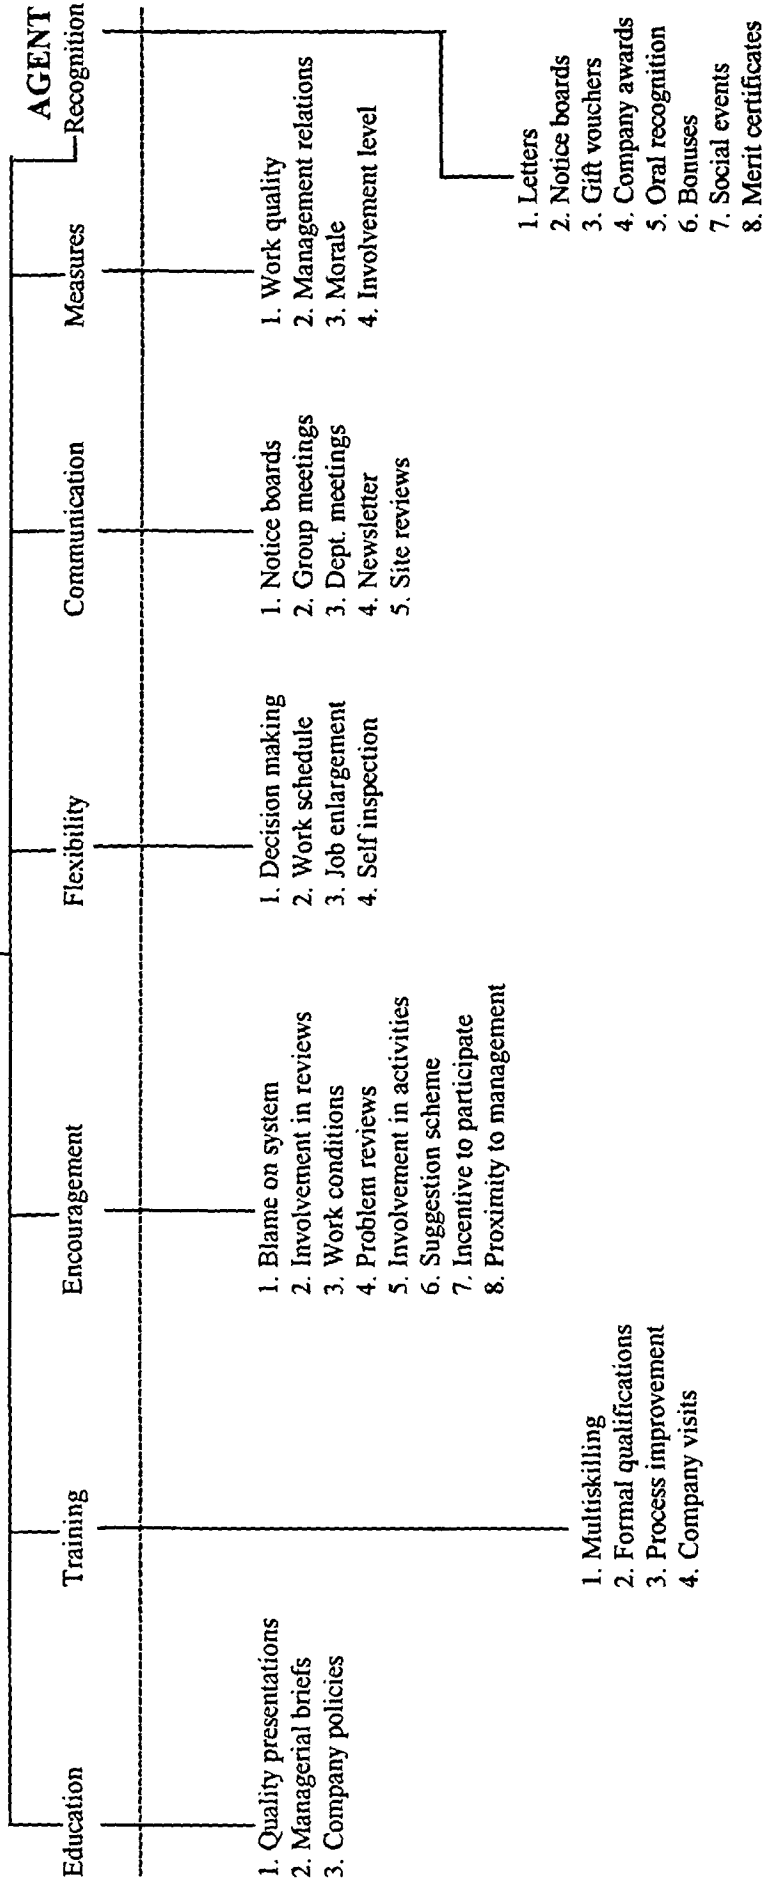 AGENT
Education
Training
Encouragement
Flexibility
Communication
Measures
Recognition
1. Quality presentations
2. Managerial briefs
3. Company policies
1. Multiskilling
2. Formal qualifications
3. Process improvement
4. Company visits
1. Blame on system
2. Involvement in reviews
3. Work conditions
4. Problem reviews
5. Involvement in activities
6. Suggestion scheme
7. Incentive to participate
8. Proximity to management
1. Decision making
2. Work schedule
3. Job enlargement
4. Self inspection
1. Notice boards
2. Group meetings
3. Dept. meetings
4. Newsletter
5. Site reviews
1. Work quality
2. Management relations
3. Morale
4. Involvement level
1. Letters
2. Notice boards
3. Gift vouchers
4. Company awards
5. Oral recognition
6. Bonuses
7. Social events
8. Merit certificates